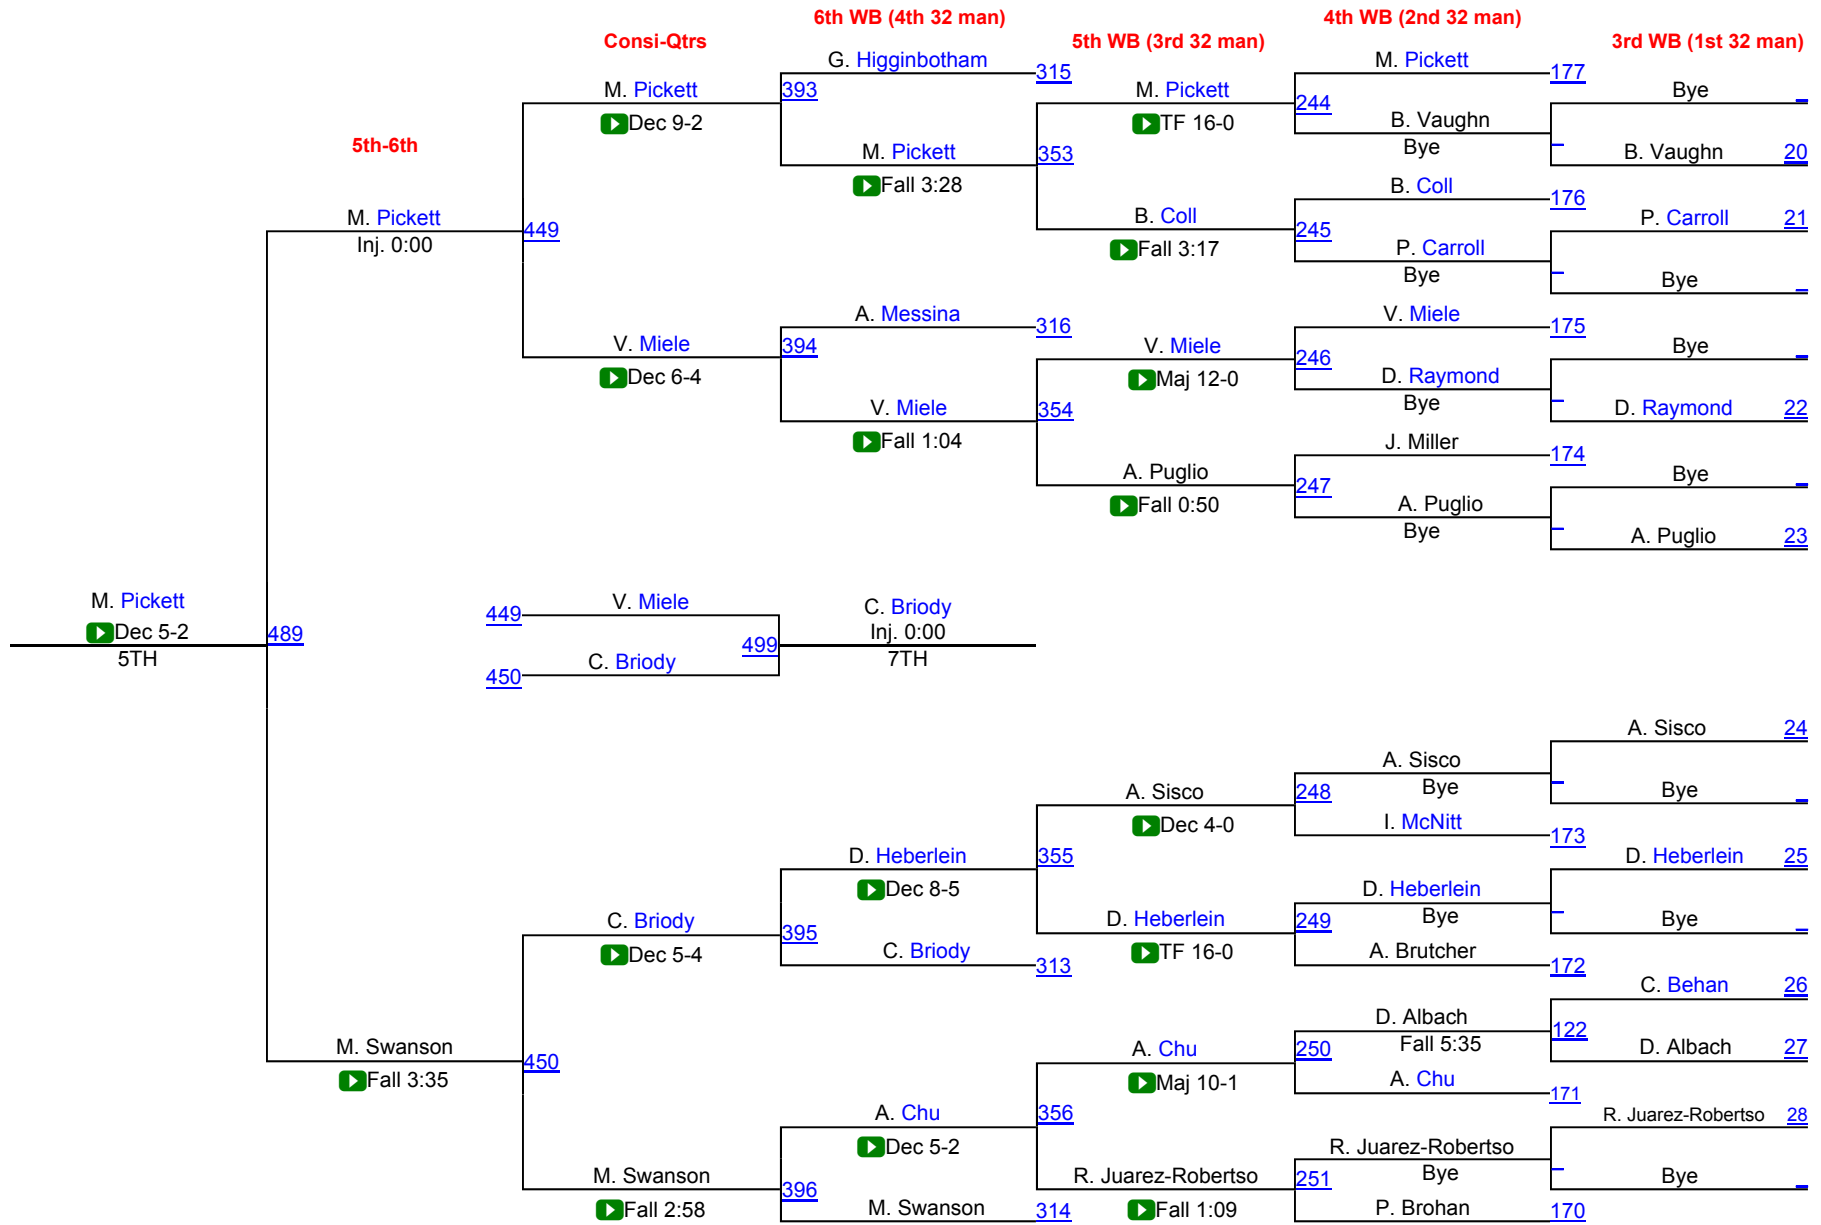 6th WB (4th 32 man)
4th WB (2nd 32 man)
Consi-Qtrs
5th WB (3rd 32 man)
3rd WB (1st 32 man)
G. Higginbotham
M. Pickett
315
177
M. Pickett
393
M. Pickett
Bye
244
Dec 9-2
TF 16-0
B. Vaughn
5th-6th
Bye
M. Pickett
353
B. Vaughn 20
Fall 3:28
B. Coll
176
M. Pickett
B. Coll
P. Carroll 21
449
245
Inj. 0:00
Fall 3:17
P. Carroll
Bye
Bye
A. Messina
V. Miele
316
175
V. Miele
394
V. Miele
Bye
246
Dec 6-4
Maj 12-0
D. Raymond
Bye
V. Miele
354
D. Raymond 22
Fall 1:04
J. Miller
174
A. Puglio
Bye
247
Fall 0:50
A. Puglio
Bye
A. Puglio 23
M. Pickett
V. Miele
C. Briody
449
Dec 5-2
489
Inj. 0:00
499
5TH
C. Briody
7TH
450
A. Sisco 24
A. Sisco
A. Sisco
248
Bye
Bye
Dec 4-0
I. McNitt
173
D. Heberlein
355
D. Heberlein 25
Dec 8-5
D. Heberlein
C. Briody
395
D. Heberlein
249
Bye
Bye
Dec 5-4
C. Briody
TF 16-0
A. Brutcher
313
172
C. Behan 26
D. Albach
122
M. Swanson
450
A. Chu
250
Fall 5:35
D. Albach 27
Fall 3:35
Maj 10-1
A. Chu
171
A. Chu
356
R. Juarez-Robertso 28
Dec 5-2
R. Juarez-Robertso
M. Swanson
396
R. Juarez-Robertso
251
Bye
Bye
Fall 2:58
M. Swanson
314
Fall 1:09
P. Brohan
170